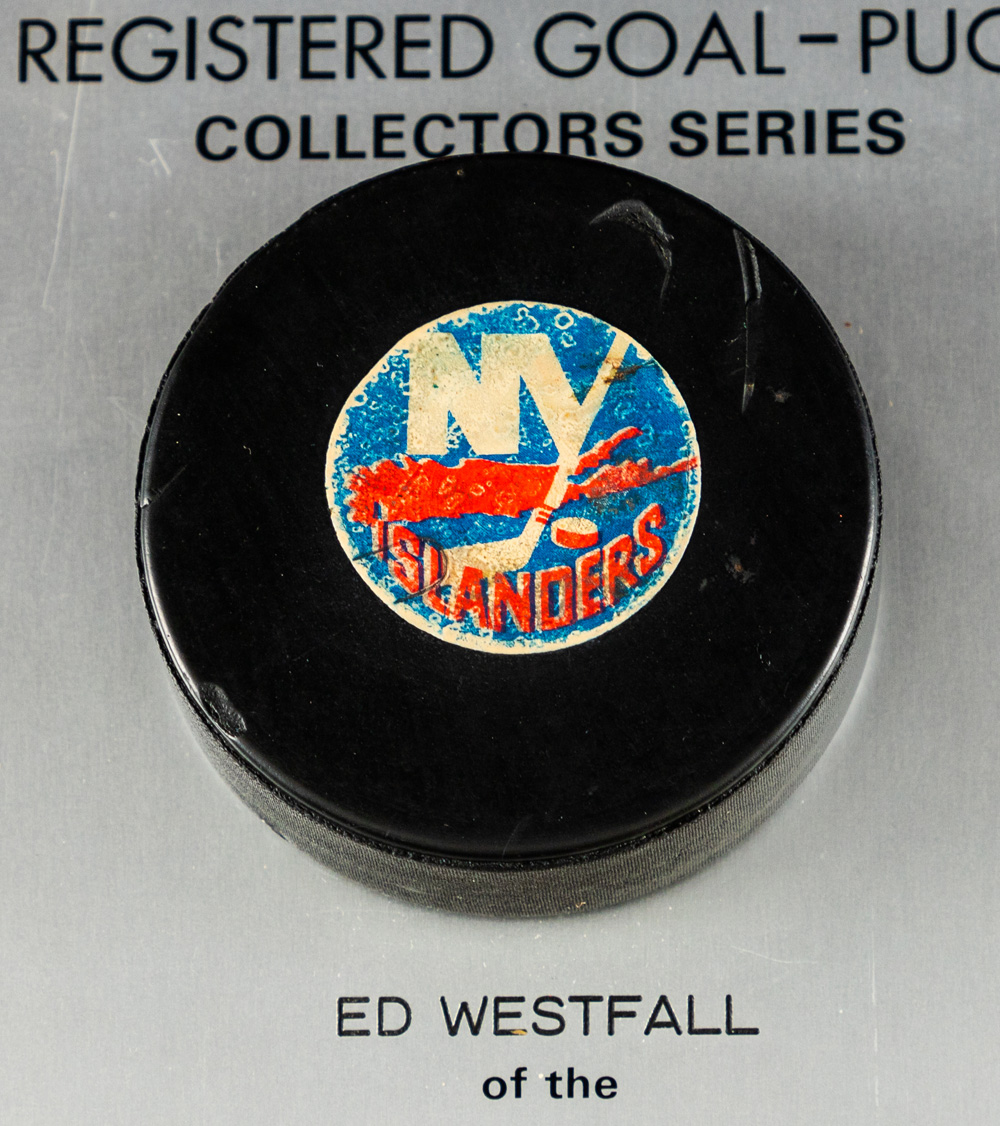 REGISTERED GOAL-PUC
COLLECTORS SERIES
NY
ISLANDERS
ED WESTFALL
of the